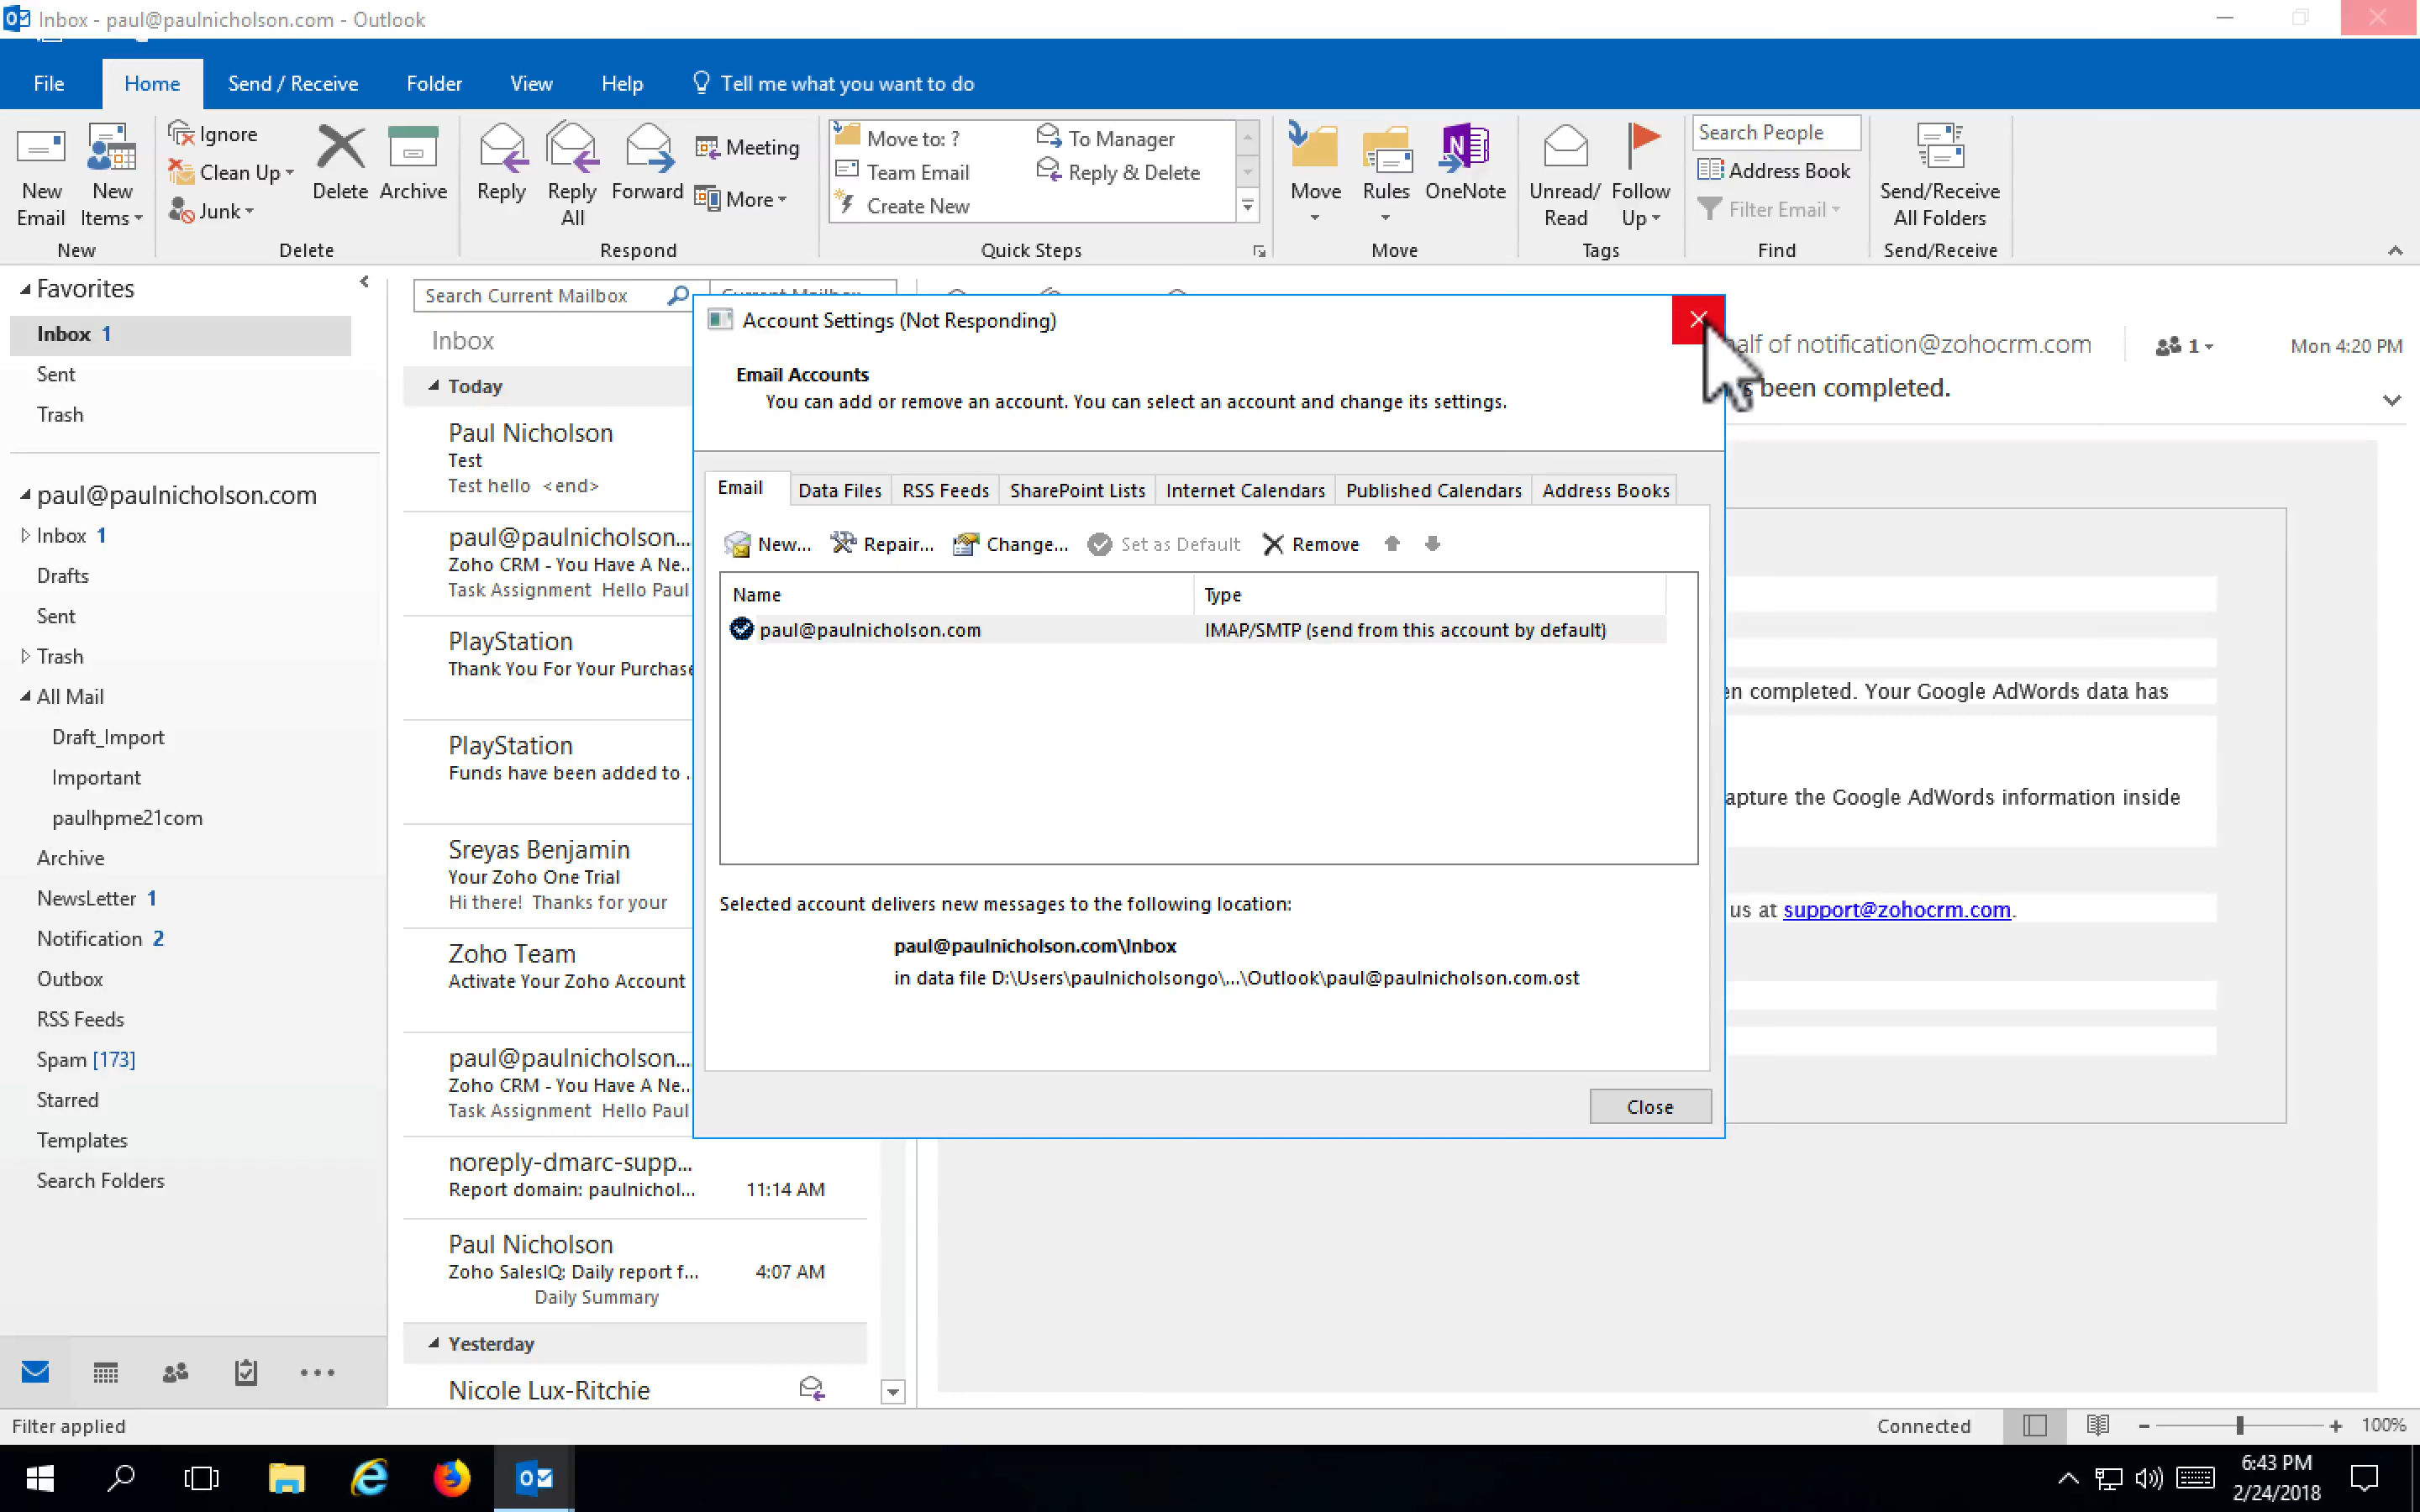 Inbox - paul@paulnicholson.com - Outlook
File Home Send / Receive Folder View Help Tell me what you want to do
New Email
New Items
New
Ignore
Clean Up
Junk
Delete
Archive
Delete
Reply
Reply All
Forward
Meeting
More
Respond
Move to: ?
Team Email
Create New
To Manager
Reply & Delete
Quick Steps
Move
Rules
OneNote
Move
Unread/ Read
Follow Up
Tags
Search People
Address Book
Filter Email
Find
Send/Receive
All Folders
Send/Receive
Favorites
Inbox 1
Sent
Trash
paul@paulnicholson.com
Inbox 1
Drafts
Sent
Trash
All Mail
Draft_Import
Important
paulhpme21com
Archive
NewsLetter 1
Notification 2
Outbox
RSS Feeds
Spam [173]
Starred
Templates
Search Folders
Search Current Mailbox
Current Mailbox
Inbox
Today
Paul Nicholson
Test
Test hello <end>
paul@paulnicholson...
Zoho CRM - You Have A Ne...
Task Assignment Hello Paul
PlayStation
Thank You For Your Purchase
PlayStation
Funds have been added to .
Sreyas Benjamin
Your Zoho One Trial
Hi there! Thanks for your
Zoho Team
Activate Your Zoho Account
paul@paulnicholson...
Zoho CRM - You Have A Ne...
Task Assignment Hello Paul
noreply-dmarc-supp...
Report domain: paulnichol... 11:14 AM
Paul Nicholson
Zoho SalesIQ; Daily report f... 4:07 AM
Daily Summary
Yesterday
Nicole Lux-Ritchie
Account Settings (Not Responding)
Email Accounts
You can add or remove an account. You can select an account and change its settings.
Email Data Files RSS Feeds SharePoint Lists Internet Calendars Published Calendars Address Books
New... Repair... Change... Set as Default Remove
Name Type
paul@paulnicholson.com IMAP/SMTP (send from this account by default)
Selected account delivers new messages to the following location:
paul@paulnicholson.com\Inbox
in data file D:\Users\paulnicholsongo\...\Outlook\paul@paulnicholson.com.ost
Close
half of notification@zohocrm.com 1 Mon 4:20 PM
been completed.
en completed. Your Google AdWords data has
apture the Google AdWords information inside
us at support@zohocrm.com.
Filter applied
Connected
100%
6:43 PM
2/24/2018